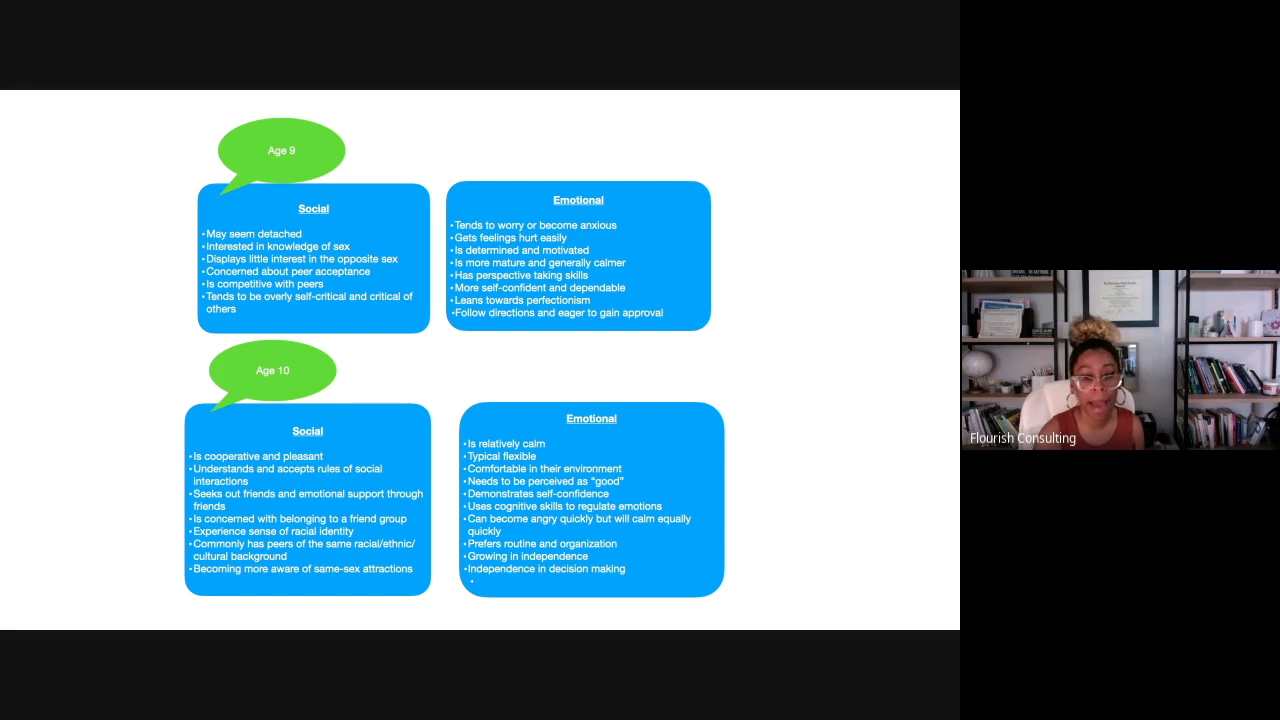 Age 9
Social
•May seem detached
•Interested in knowledge of sex
•Displays little interest in the opposite sex
•Concerned about peer acceptance
•Is competitive with peers
•Tends to be overly self-critical and critical of
others
Emotional
•Tends to worry or become anxious
•Gets feelings hurt easily
•Is determined and motivated
•Is more mature and generally calmer
•Has perspective taking skills
•More self-confident and dependable
•Leans towards perfectionism
•Follow directions and eager to gain approval
Age 10
Social
•Is cooperative and pleasant
•Understands and accepts rules of social
interactions
•Seeks out friends and emotional support through
friends
•Is concerned with belonging to a friend group
•Experience sense of racial identity
•Commonly has peers of the same racial/ethnic/
cultural background
•Becoming more aware of same-sex attractions
Emotional
•Is relatively calm
•Typical flexible
•Comfortable in their environment
•Needs to be perceived as “good”
•Demonstrates self-confidence
•Uses cognitive skills to regulate emotions
•Can become angry quickly but will calm equally
quickly
•Prefers routine and organization
•Growing in independence
•Independence in decision making
•
DREAM
Flourish Consulting